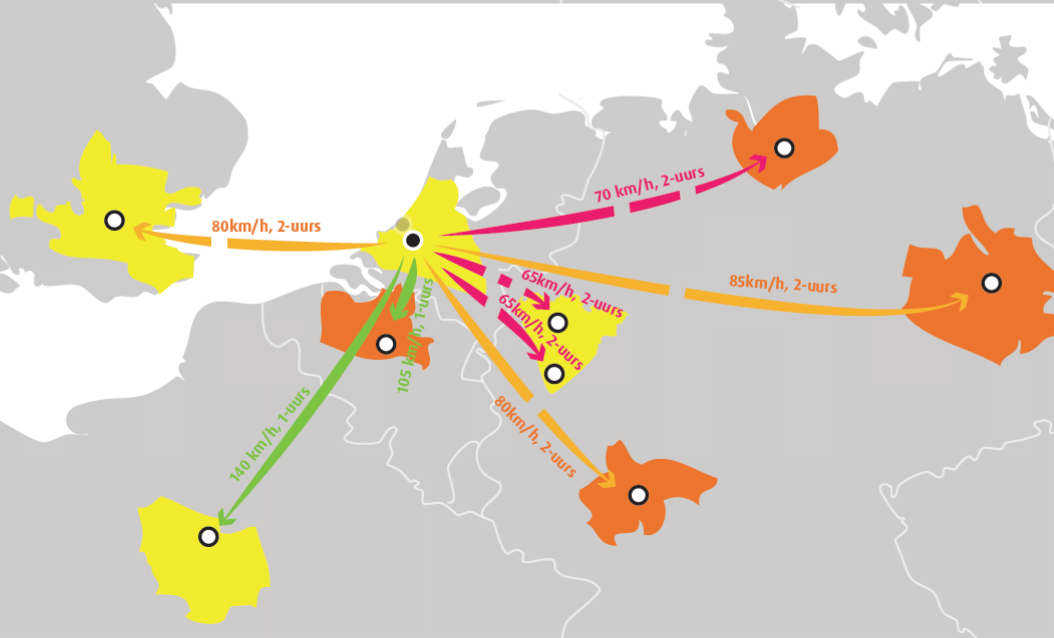 70 km/h, 2-uurs
80km/h, 2-uurs
65km/h, 2-uurs
85km/h, 2-uurs
65km/h, 2-uurs
105 km/h, 1-uurs
140 km/h, 1-uurs
80km/h, 2-uurs